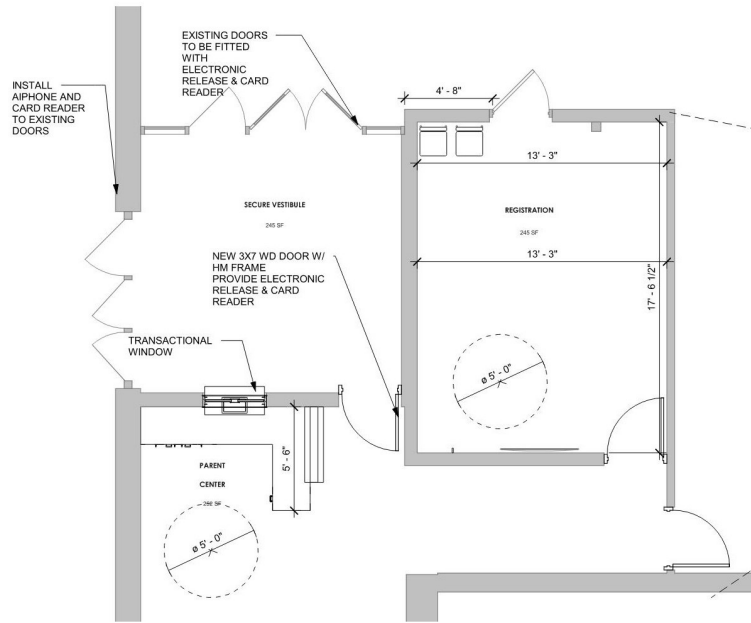 EXISTING DOORS
TO BE FITTED
WITH
ELECTRONIC
RELEASE & CARD
READER
INSTALL
AIPHONE AND
CARD READER
TO EXISTING
DOORS
4' - 8"
13' - 3"
SECURE VESTIBULE
245 SF
REGISTRATION
245 SF
NEW 3X7 WD DOOR W/
HM FRAME
PROVIDE ELECTRONIC
RELEASE & CARD
READER
13' - 3"
17' - 6 1/2"
TRANSACTIONAL
WINDOW
ø 5' - 0"
5' - 6"
PARENT
CENTER
252 SF
ø 5' - 0"